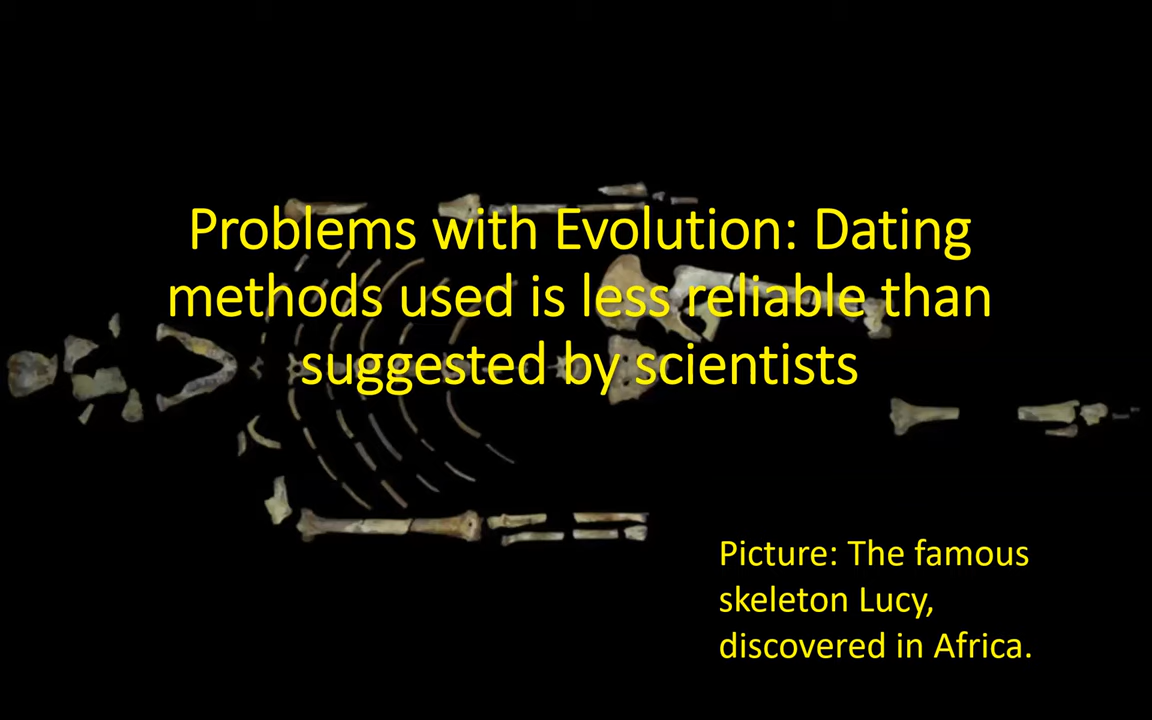 Problems with Evolution: Dating
methods used is less reliable than
suggested by scientists
Picture: The famous
skeleton Lucy,
discovered in Africa.